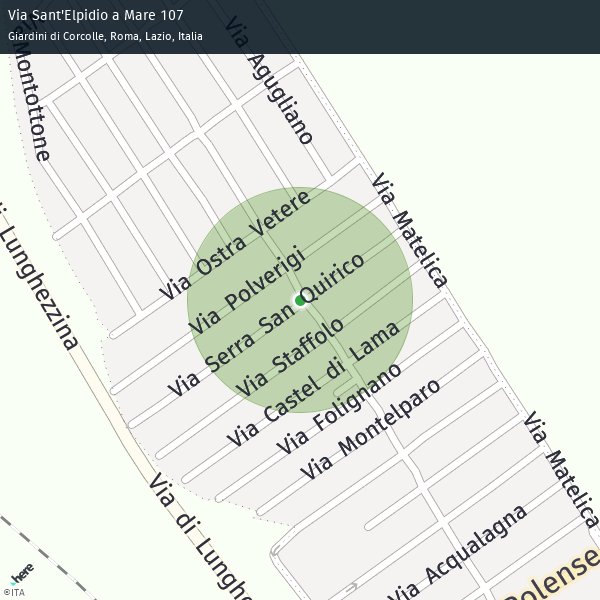 Via Sant'Elpidio a Mare 107
Giardini di Corcolle, Roma, Lazio, Italia
Montottone
Via Agugliano
Via Matelica
Via Ostra Vetere
Lunghezzina
Via Polverigi
Via Serra San Quirico
Via Staffolo
Via Castel di Lama
Via Folignano
Via Montelparo
Via Matelica
Via di Lungh
Via Acqualagna
olense
here
©ITA